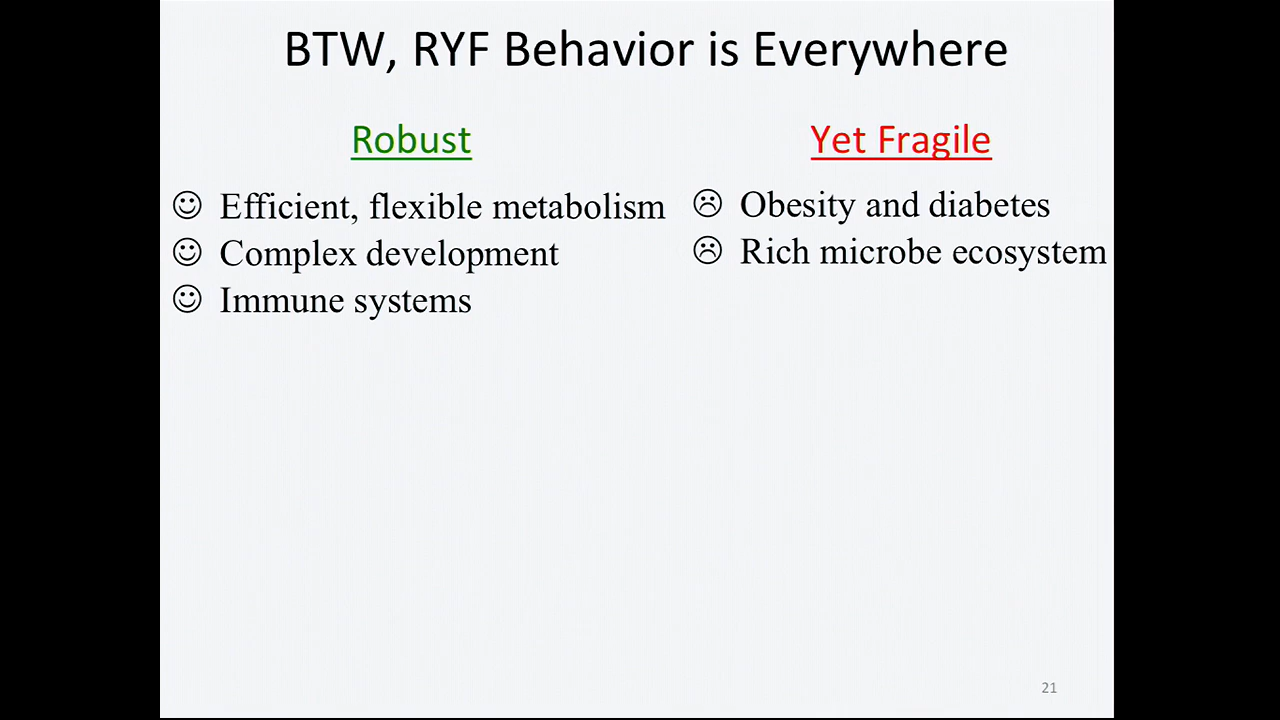 BTW, RYF Behavior is Everywhere
Robust
☺ Efficient, flexible metabolism
☺ Complex development
☺ Immune systems
Yet Fragile
☹ Obesity and diabetes
☹ Rich microbe ecosystem
21